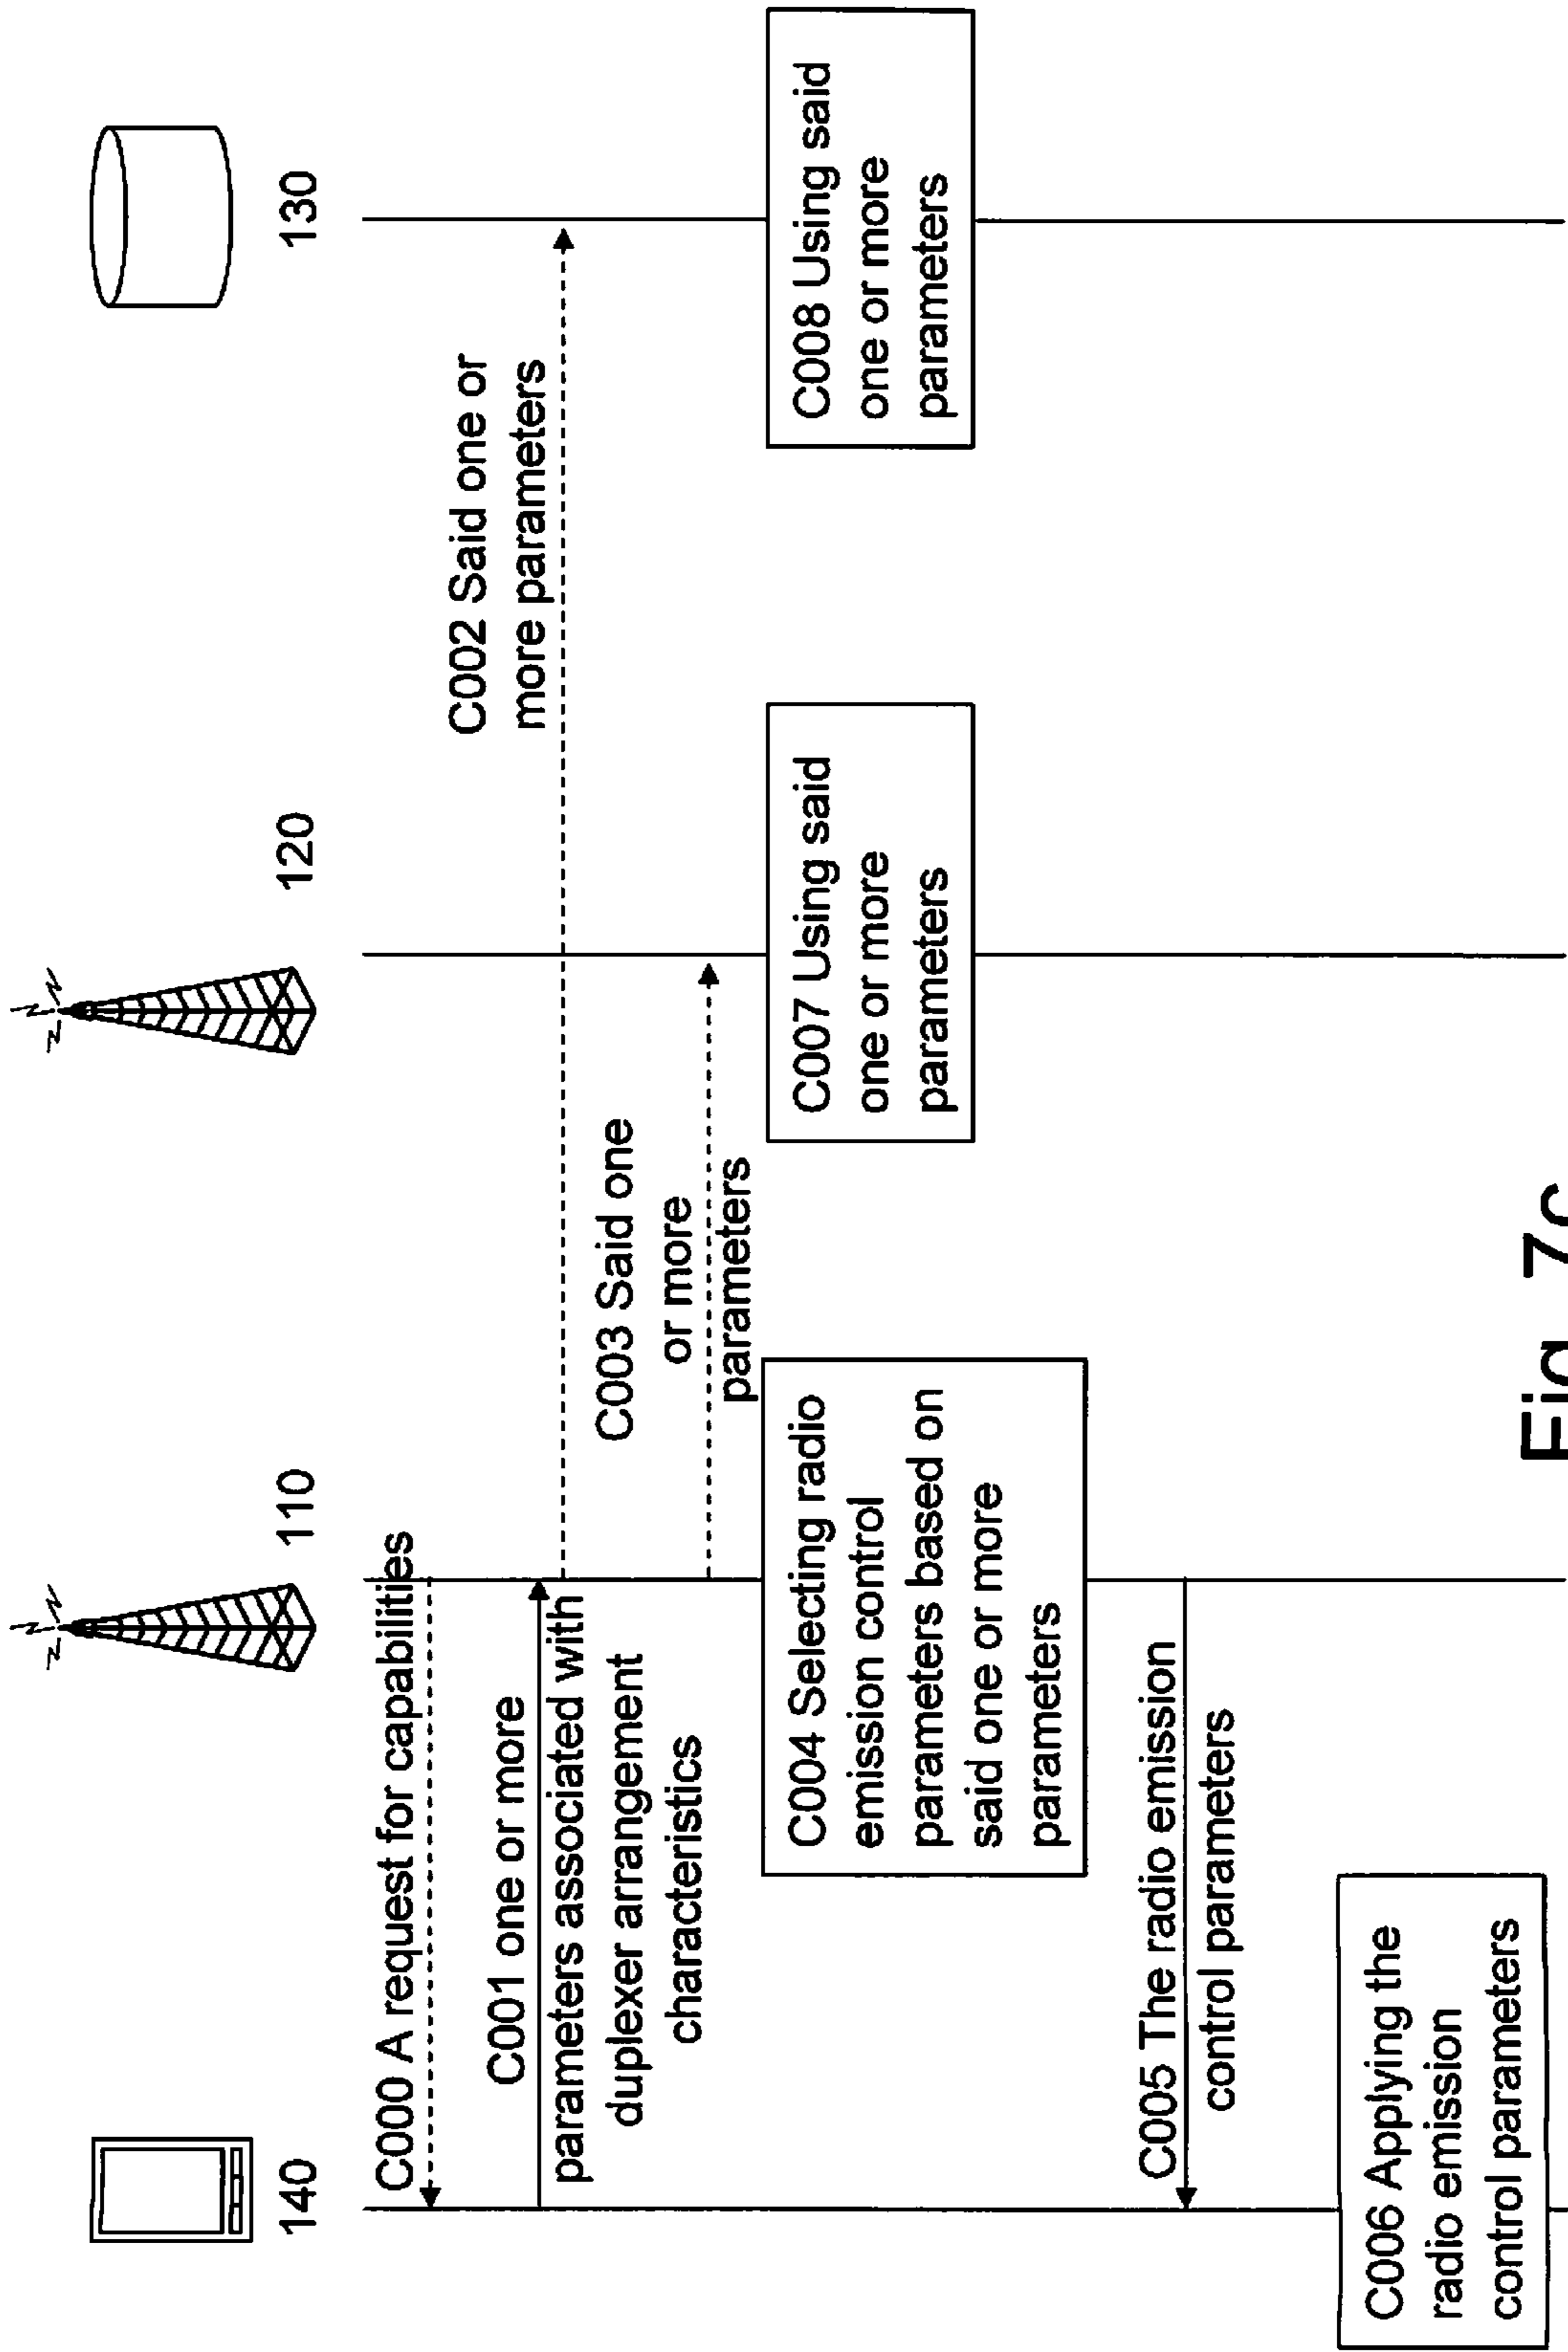 140
110
120
130
C000 A request for capabilities
C001 one or more
parameters associated with
duplexer arrangement
characteristics
C002 Said one or
more parameters
C003 Said one
or more
parameters
C004 Selecting radio
emission control
parameters based on
said one or more
parameters
C007 Using said
one or more
parameters
C008 Using said
one or more
parameters
C005 The radio emission
control parameters
C006 Applying the
radio emission
control parameters
Fig. 7c